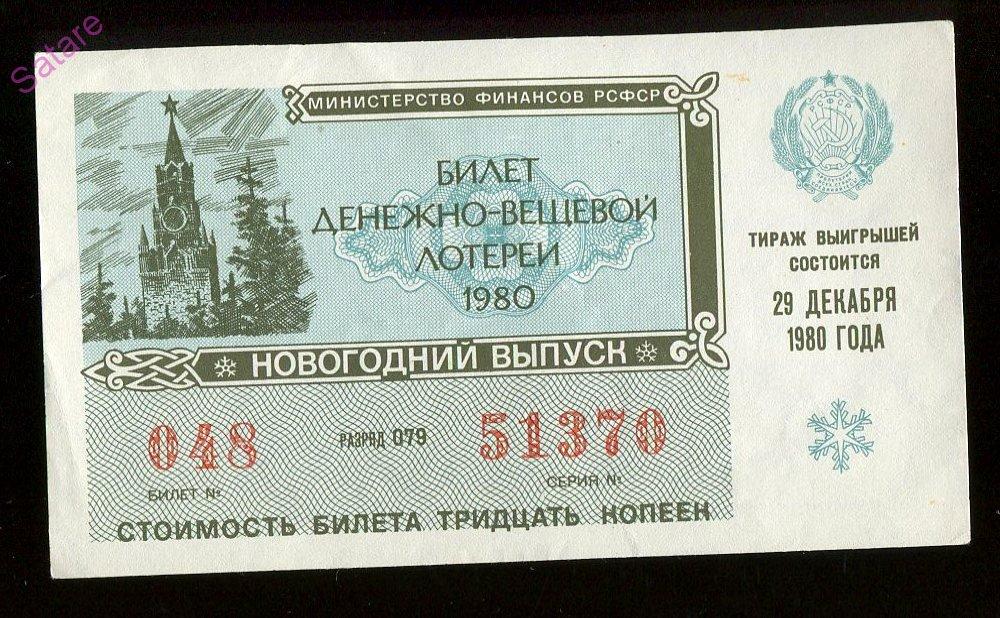 Satare
МИНИСТЕРСТВО ФИНАНСОВ РСФСР
БИЛЕТ
ДЕНЕЖНО-ВЕЩЕВОЙ
ЛОТЕРЕИ
1980
РСФСР
ТИРАЖ ВЫИГРЫШЕЙ
СОСТОИТСЯ
29 ДЕКАБРЯ
1980 ГОДА
НОВОГОДНИЙ ВЫПУСК
048 РАЗРЯД 079 51370
БИЛЕТ № СЕРИЯ №
СТОИМОСТЬ БИЛЕТА ТРИДЦАТЬ КОПЕЕК